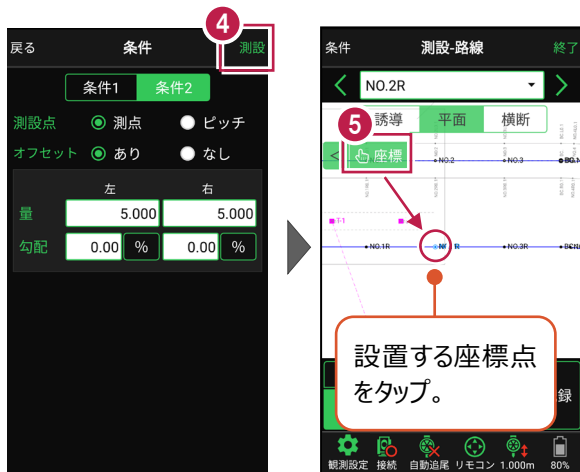 4
戻る 条件 測設
条件1 条件2
測設点 測点 ピッチ
オフセット あり なし
左 右
量 5.000 5.000
勾配 0.00 % 0.00 %
条件 測設-路線 終了
< NO.2R >
5
誘導 平面 横断
< 座標
NO.2 NO.3
T-1
NO.1R NO.3R
設置する座標点
をタップ。
録
観測設定 接続 自動追尾 リモコン 1.000m 80%